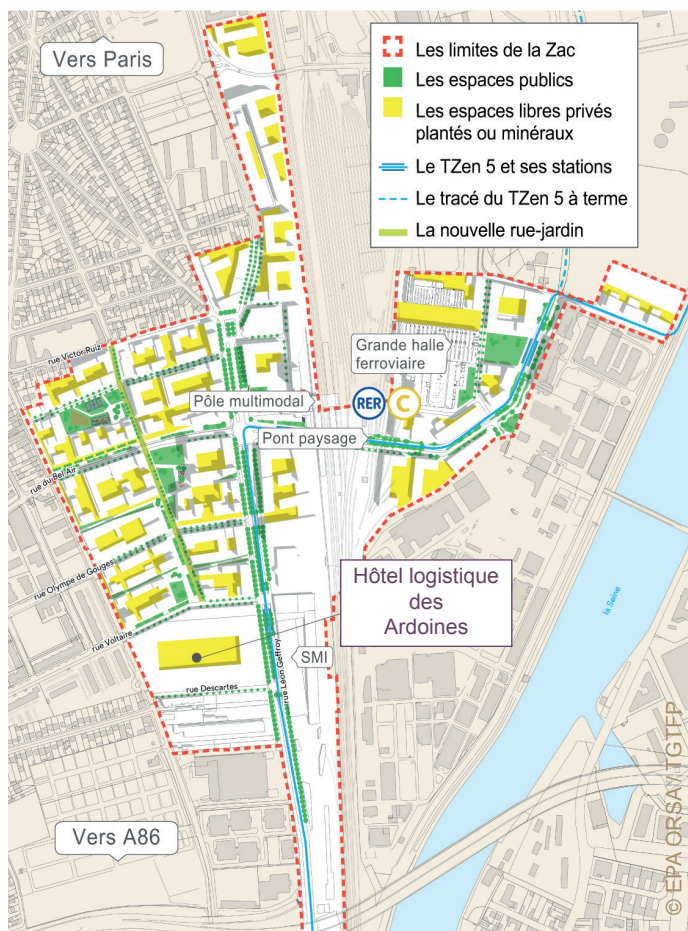 Vers Paris
Les limites de la Zac
Les espaces publics
Les espaces libres privés
plantés ou minéraux
Le TZen 5 et ses stations
Le tracé du TZen 5 à terme
La nouvelle rue-jardin
rue Victor Ruiz
Grande halle
ferroviaire
Pôle multimodal
RER
C
Pont paysage
rue du Bel Air
rue Olympe de Gouges
rue Voltaire
Hôtel logistique
des
Ardoines
la Seine
SMI
rue Léon Geffroy
rue Descartes
Vers A86
© EPA ORSA / TGTFP